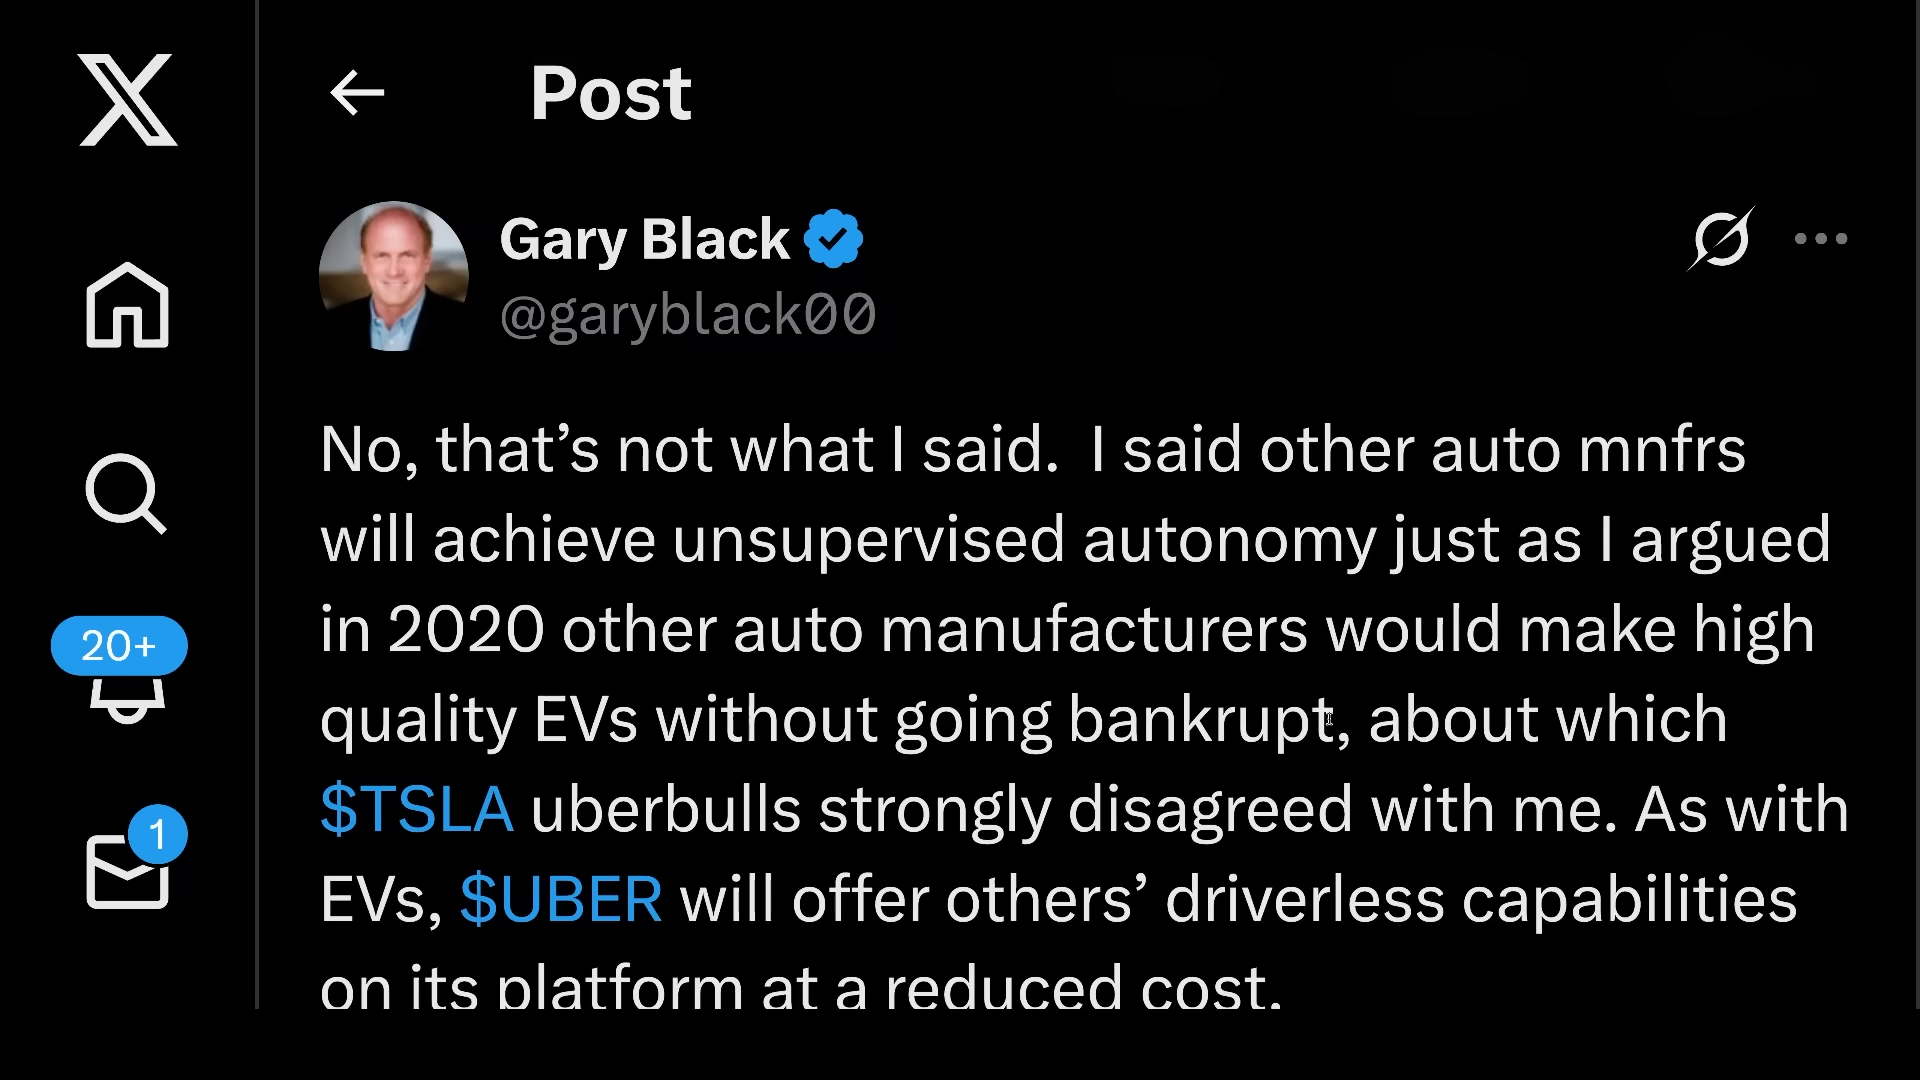 Post
Gary Black
@garyblack00
No, that’s not what I said.  I said other auto mnfrs
will achieve unsupervised autonomy just as I argued
in 2020 other auto manufacturers would make high
quality EVs without going bankrupt, about which
$TSLA uberbulls strongly disagreed with me. As with
EVs, $UBER will offer others’ driverless capabilities
on its platform at a reduced cost.
20+
1